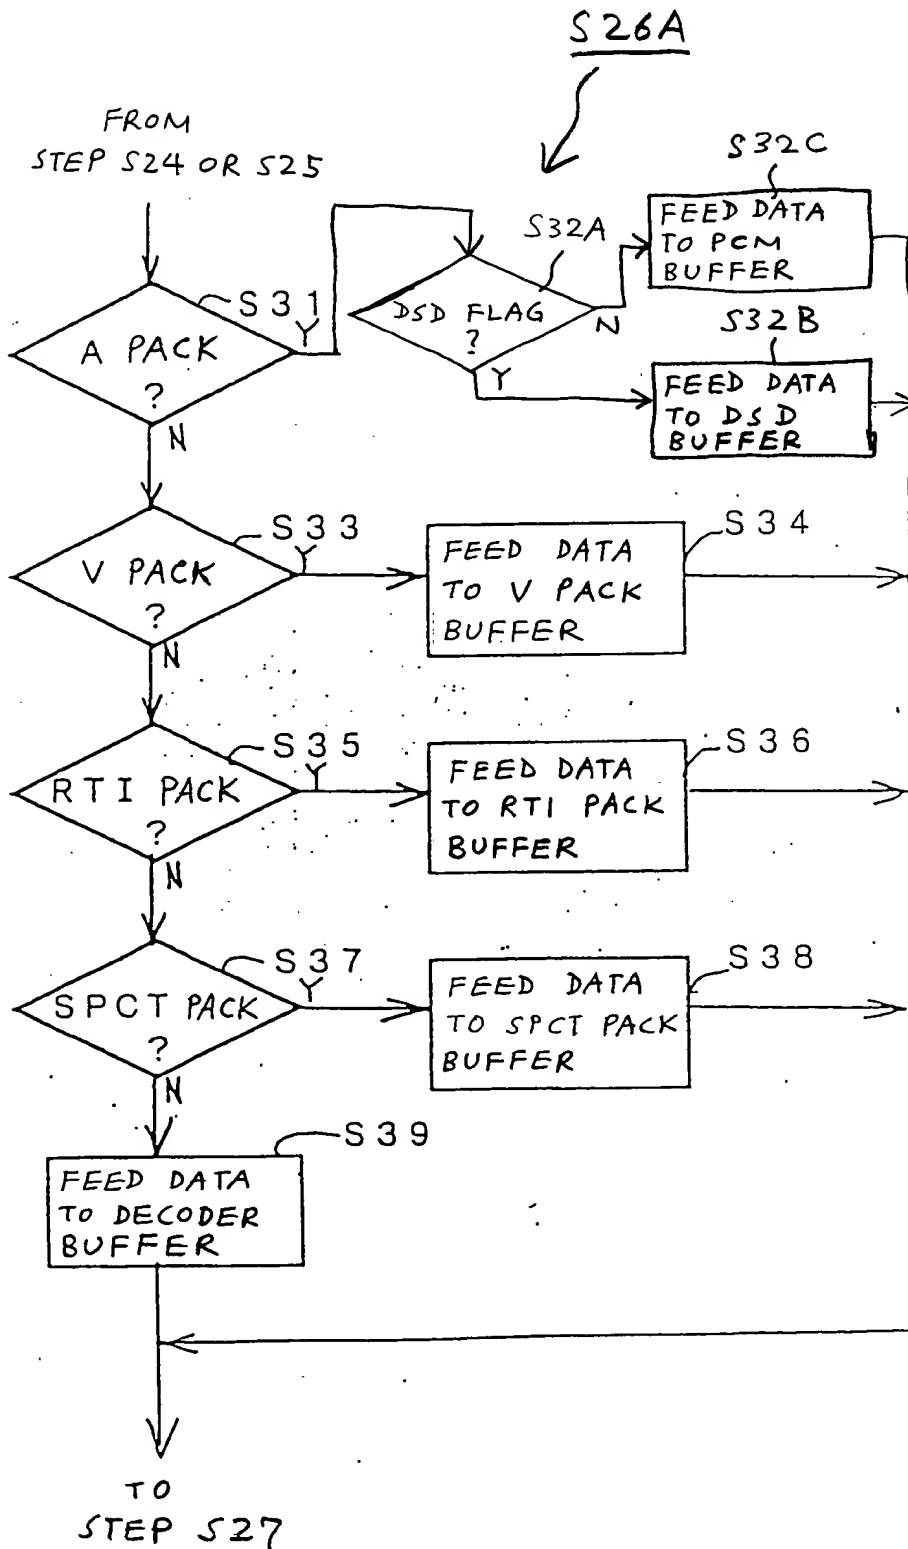 S26A
FROM
STEP S24 OR S25
S31
A PACK
?
Y
N
S32A
DSD FLAG
?
N
Y
S32C
FEED DATA
TO PCM
BUFFER
S32B
FEED DATA
TO DSD
BUFFER
S33
V PACK
?
Y
N
S34
FEED DATA
TO V PACK
BUFFER
S35
RTI PACK
?
Y
N
S36
FEED DATA
TO RTI PACK
BUFFER
S37
SPCT PACK
?
Y
N
S38
FEED DATA
TO SPCT PACK
BUFFER
S39
FEED DATA
TO DECODER
BUFFER
TO
STEP S27